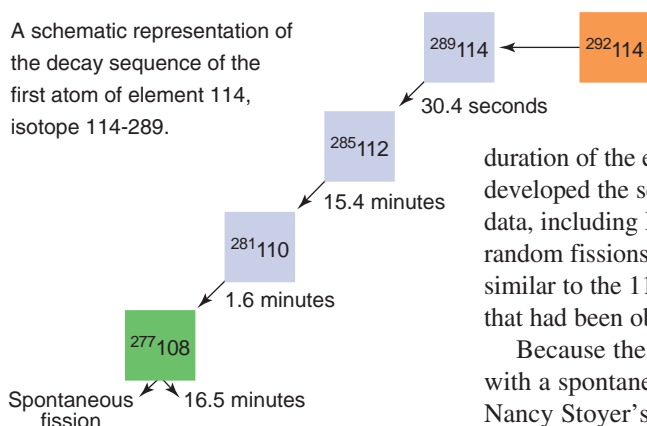 A schematic representation of
the decay sequence of the
first atom of element 114,
isotope 114-289.
289114
292114
30.4 seconds
285112
15.4 minutes
281110
1.6 minutes
277108
Spontaneous
fission
16.5 minutes
duration of the e
developed the se
data, including
random fissions
similar to the 11
that had been ob
Because the
with a spontane
Nancy Stoyer's